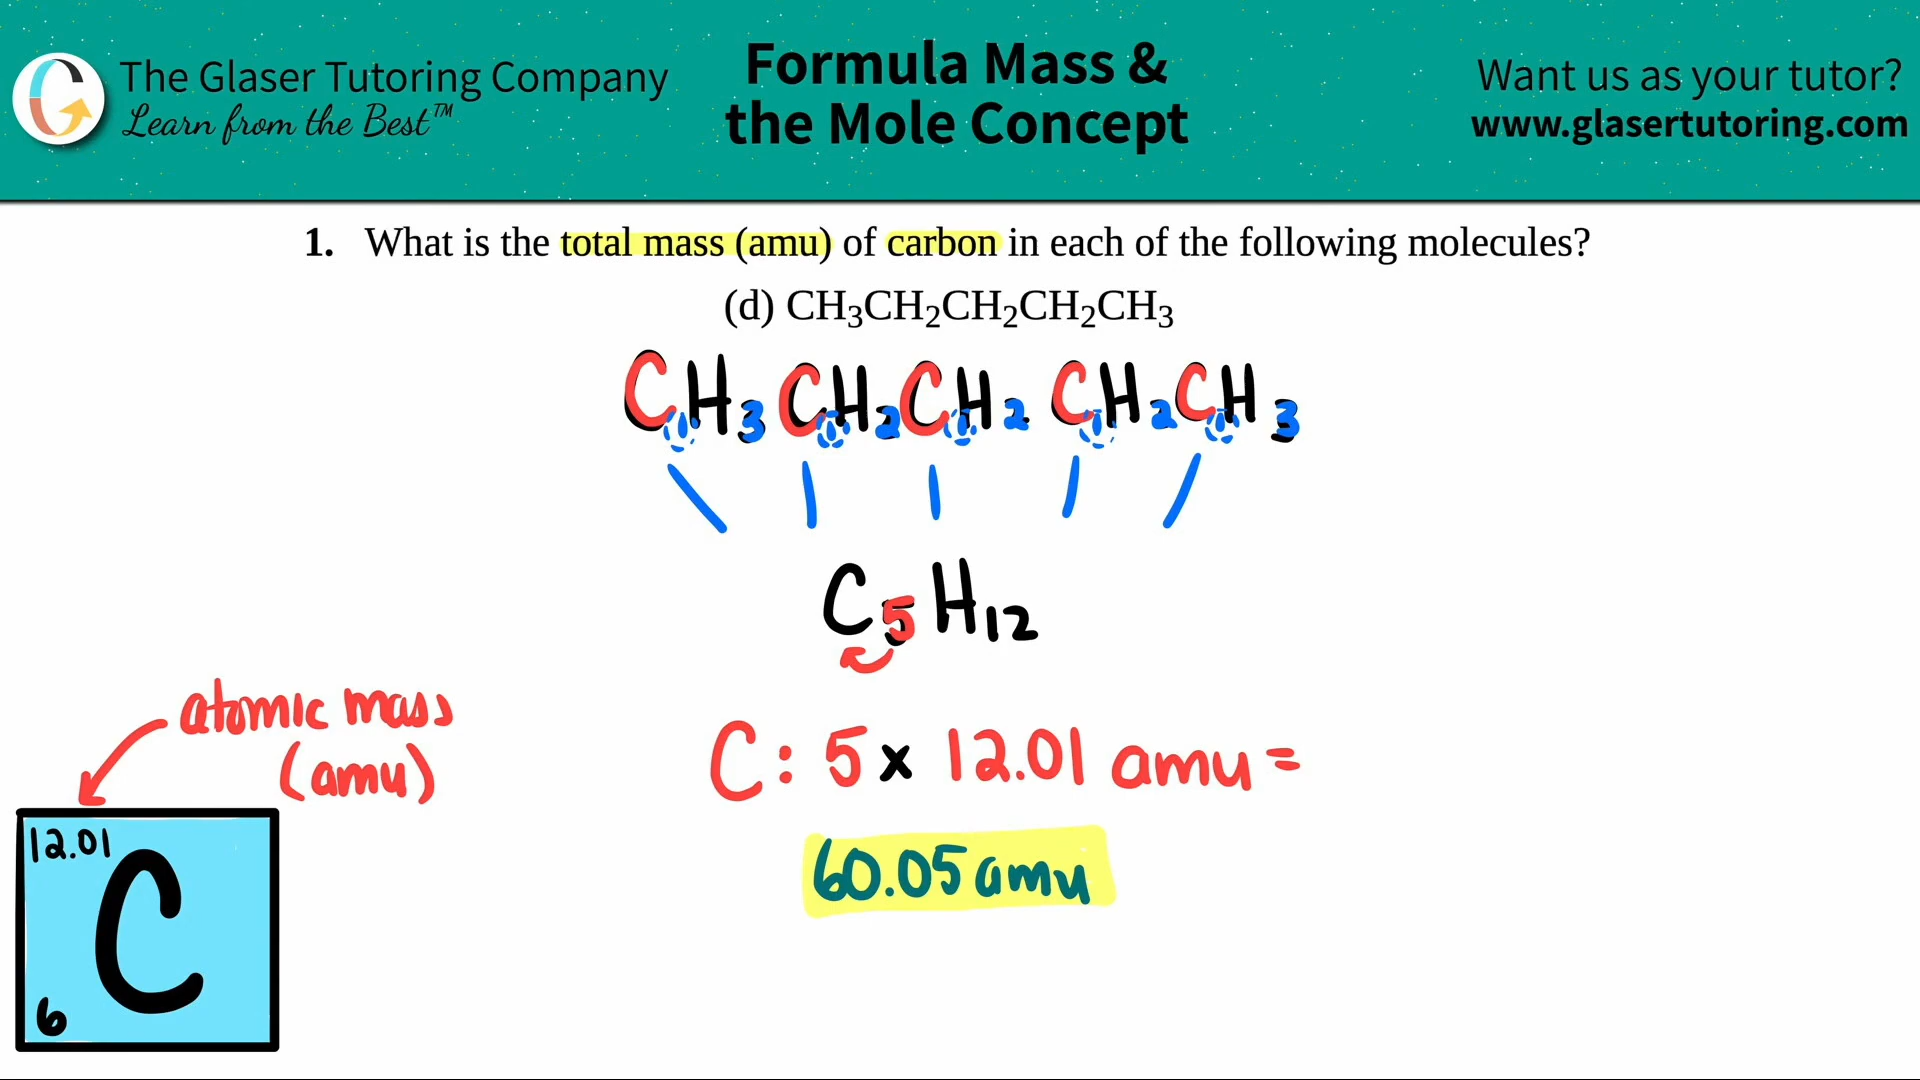 The Glaser Tutoring Company
Learn from the Best™
Formula Mass &
the Mole Concept
Want us as your tutor?
www.glasertutoring.com
1. What is the total mass (amu) of carbon in each of the following molecules?
(d) CH₃CH₂CH₂CH₂CH₃
C₁H₃C₁H₂C₁H₂C₁H₂C₁H₃
C₅H₁₂
atomic mass
(amu)
C: 5 × 12.01 amu =
60.05 amu
12.01
C
6